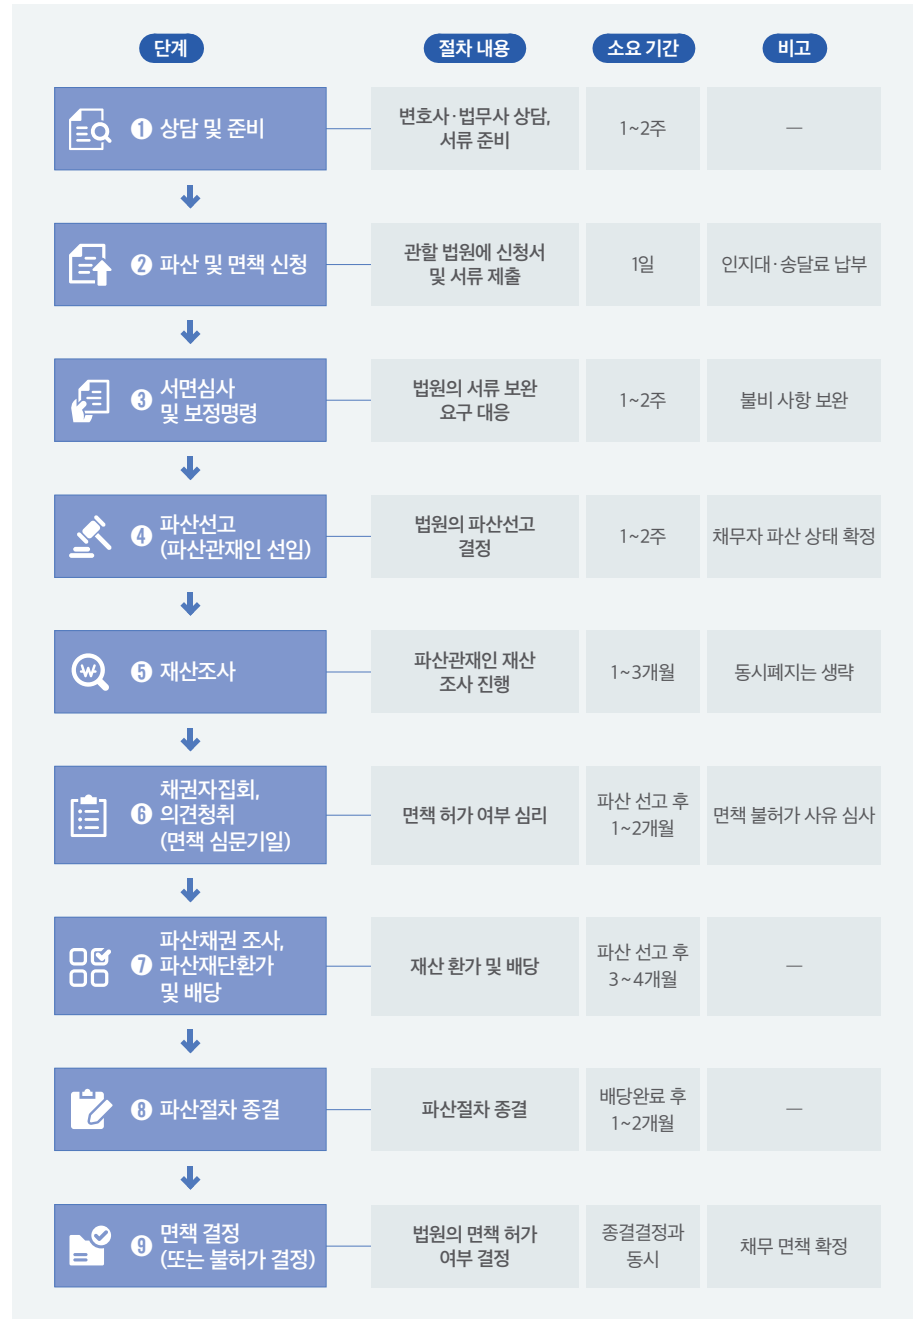 단계 절차 내용 소요 기간 비고
❶ 상담 및 준비
변호사·법무사 상담,
서류 준비
1~2주
—
❷ 파산 및 면책 신청
관할 법원에 신청서
및 서류 제출
1일
인지대·송달료 납부
❸ 서면심사
및 보정명령
법원의 서류 보완
요구 대응
1~2주
불비 사항 보완
❹ 파산선고
(파산관재인 선임)
법원의 파산선고
결정
1~2주
채무자 파산 상태 확정
❺ 재산조사
파산관재인 재산
조사 진행
1~3개월
동시폐지는 생략
❻ 채권자집회,
의견청취
(면책 심문기일)
면책 허가 여부 심리
파산 선고 후
1~2개월
면책 불허가 사유 심사
❼ 파산채권 조사,
파산재단환가
및 배당
재산 환가 및 배당
파산 선고 후
3~4개월
—
❽ 파산절차 종결
파산절차 종결
배당완료 후
1~2개월
—
❾ 면책 결정
(또는 불허가 결정)
법원의 면책 허가
여부 결정
종결결정과
동시
채무 면책 확정